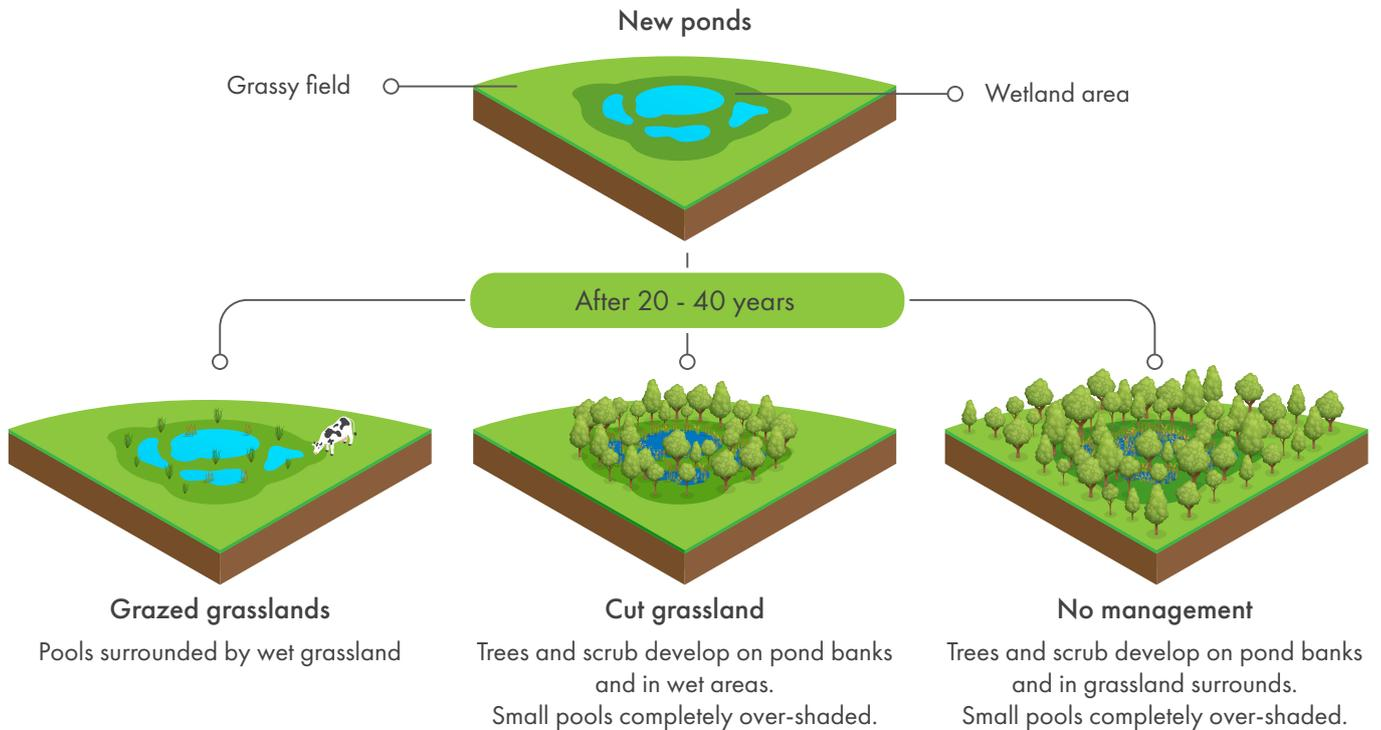 New ponds
Grassy field
Wetland area
After 20 - 40 years
Grazed grasslands
Pools surrounded by wet grassland
Cut grassland
Trees and scrub develop on pond banks
and in wet areas.
Small pools completely over-shaded.
No management
Trees and scrub develop on pond banks
and in grassland surrounds.
Small pools completely over-shaded.